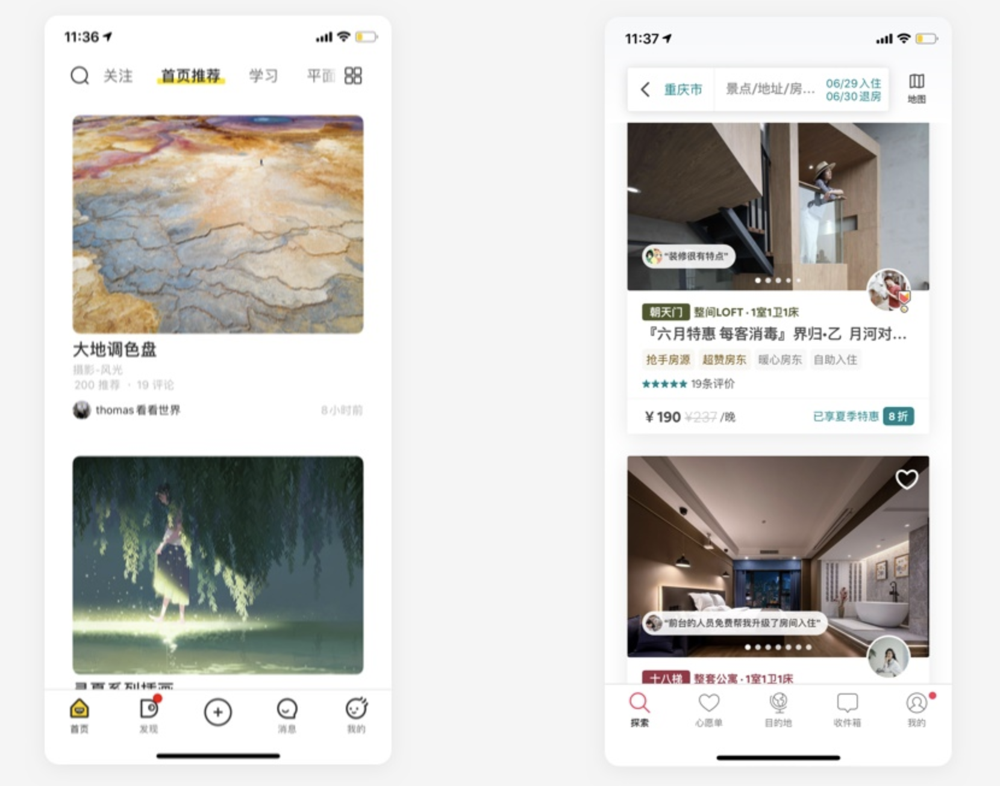 11:36
关注 首页推荐 学习 平面
大地调色盘
摄影-风光
200 推荐 · 19 评论
thomas看看世界 8小时前
首页 发现 消息 我的
11:37
重庆市 景点/地址/房... 06/29入住
06/30退房
地图
“装修很有特点”
朝天门 整间LOFT · 1室1卫1床
『六月特惠 每客消毒』界归•乙 月河对...
抢手房源 超赞房东 暖心房东 自助入住
19条评价
¥190 ¥237 /晚 已享夏季特惠 8折
“前台的人员免费帮我升级了房间入住”
十八梯 整套公寓 · 1室1卫1床
探索 心愿单 目的地 收件箱 我的